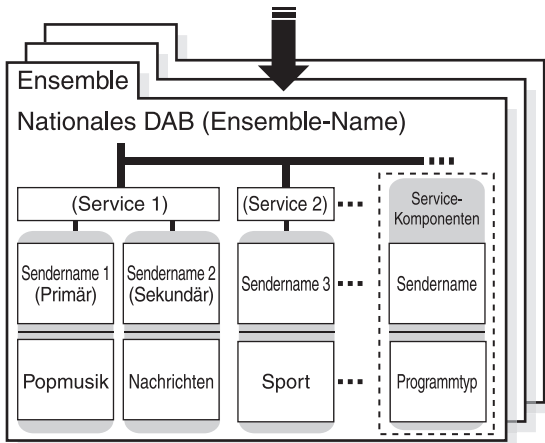 Ensemble
Nationales DAB (Ensemble-Name)
(Service 1)
(Service 2)
Service-
Komponenten
Sendername 1
(Primär)
Sendername 2
(Sekundär)
Sendername 3
Sendername
Popmusik
Nachrichten
Sport
Programmtyp